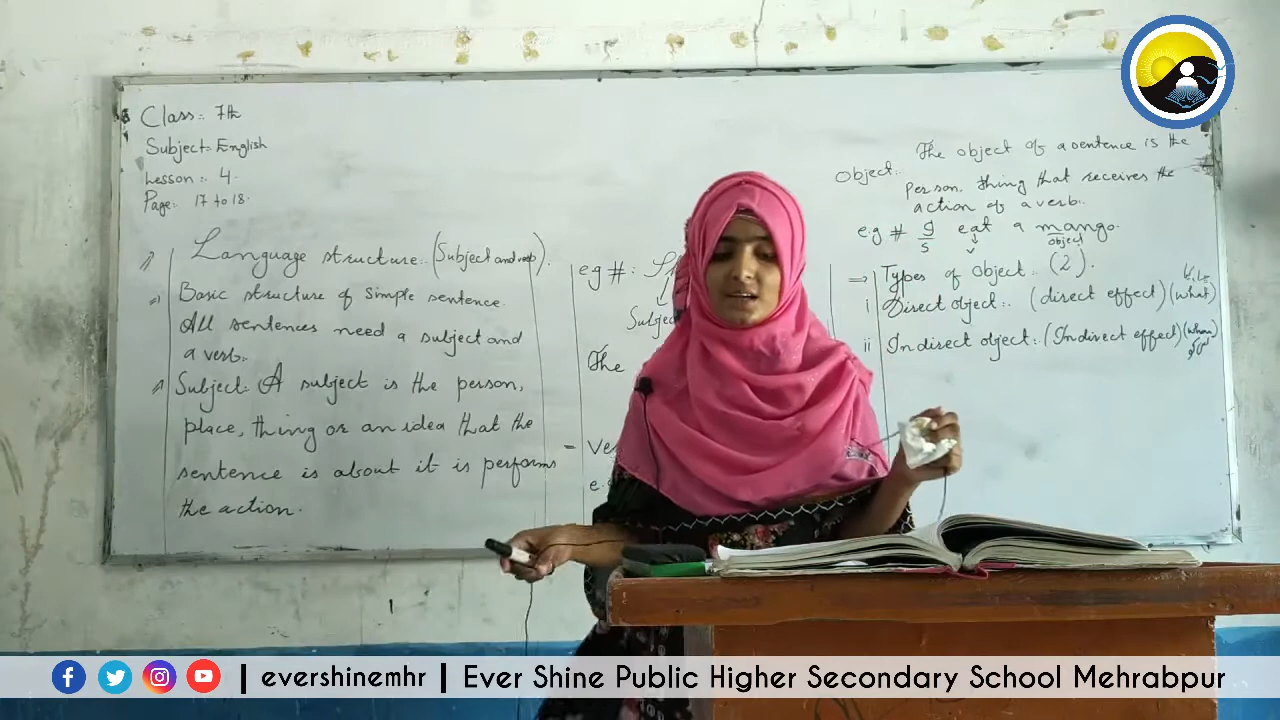 Class:. 7th
Subject:. English
Lesson:. 4.
Page:. 17 to 18.
Language structure:. (Subject and verb).
Basic structure of Simple sentence.
All sentences need a subject and
a verb:.
Subject:. A subject is the person,
place, thing or an idea that the
sentence is about it is performs
the action.
e.g #:
Subje
The
= Ve
e.
Object:. The object of a sentence is the
person, thing that receives the
action of a verb:.
e.g # I eat a mango.
S V object
=> Types of Object:. (2).
i Direct object:. (direct effect) (what)
ii Indirect object:. (Indirect effect) (whom)
| evershinemhr | Ever Shine Public Higher Secondary School Mehrabpur